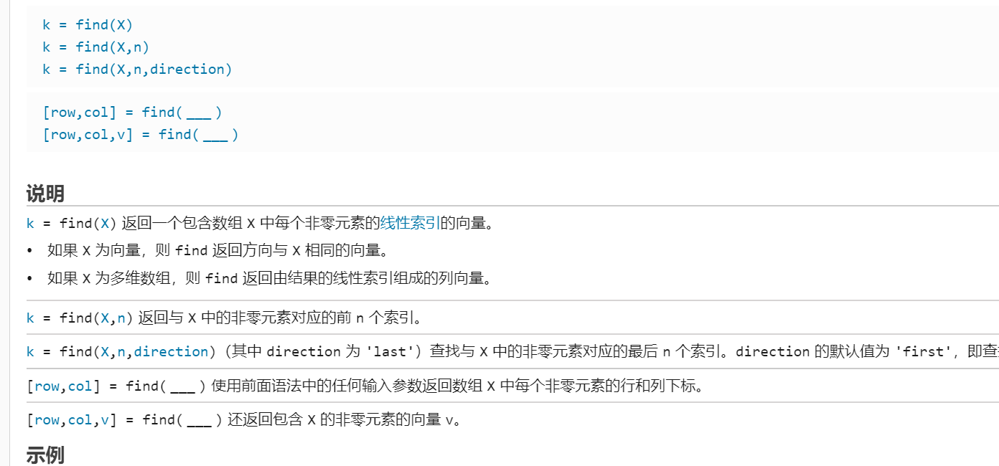 k = find(X)
k = find(X,n)
k = find(X,n,direction)
[row,col] = find(___)
[row,col,v] = find(___)
说明
k = find(X) 返回一个包含数组 X 中每个非零元素的线性索引的向量。
• 如果 X 为向量，则 find 返回方向与 X 相同的向量。
• 如果 X 为多维数组，则 find 返回由结果的线性索引组成的列向量。
k = find(X,n) 返回与 X 中的非零元素对应的前 n 个索引。
k = find(X,n,direction)（其中 direction 为 'last'）查找与 X 中的非零元素对应的最后 n 个索引。direction 的默认值为 'first'，即查
[row,col] = find(___) 使用前面语法中的任何输入参数返回数组 X 中每个非零元素的行和列下标。
[row,col,v] = find(___) 还返回包含 X 的非零元素的向量 v。
示例